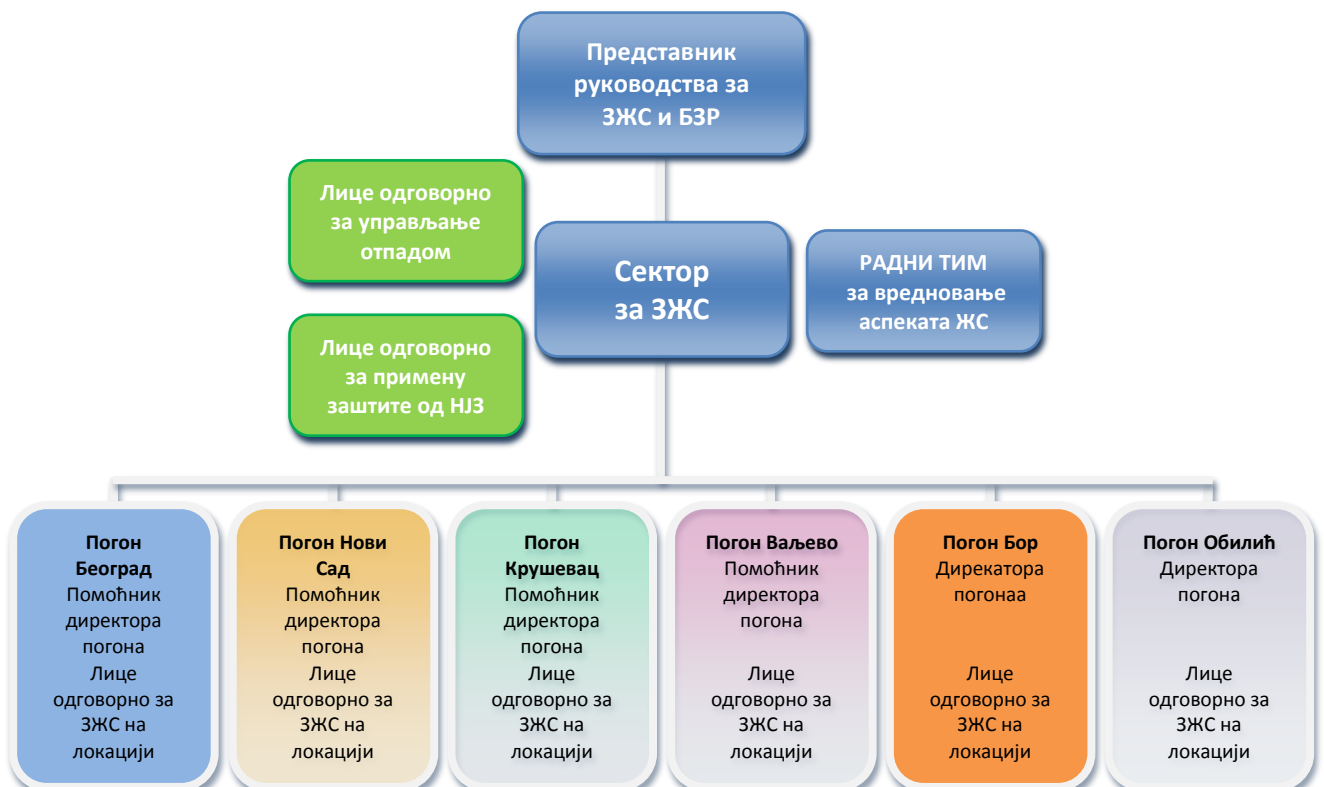 Представник
руководства за
ЗЖС и БЗР
Лице одговорно
за управљање
отпадом
Сектор
за ЗЖС
РАДНИ ТИМ
за вредновање
аспеката ЖС
Лице одговорно
за примену
заштите од НЈЗ
Погон
Београд
Помоћник
директора
погона
Лице
одговорно за
ЗЖС на
локацији
Погон Нови
Сад
Помоћник
директора
погона
Лице
одговорно за
ЗЖС на
локацији
Погон
Крушевац
Помоћник
директора
погона
Лице
одговорно за
ЗЖС на
локацији
Погон Ваљево
Помоћник
директора
погона
Лице
одговорно за
ЗЖС на
локацији
Погон Бор
Дирекатора
погонаа
Лице
одговорно за
ЗЖС на
локацији
Погон Обилић
Директора
погона
Лице
одговорно за
ЗЖС на
локацији